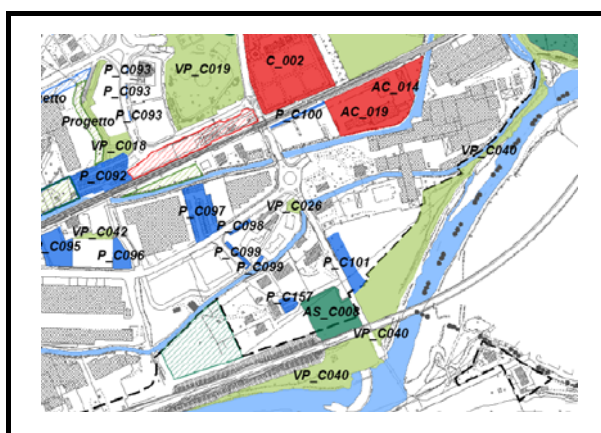 P_C093
VP_C019
C_002
P_C093
AC_014
etto
P_C093
P_C100
AC_019
Progetto
VP_C018
VP_C040
P_C092
P_C097
VP_C026
P_C098
VP_C042
P_C095
P_C096
P_C099
P_C099
P_C101
P_C157
AS_C008
VP_C040
VP_C040